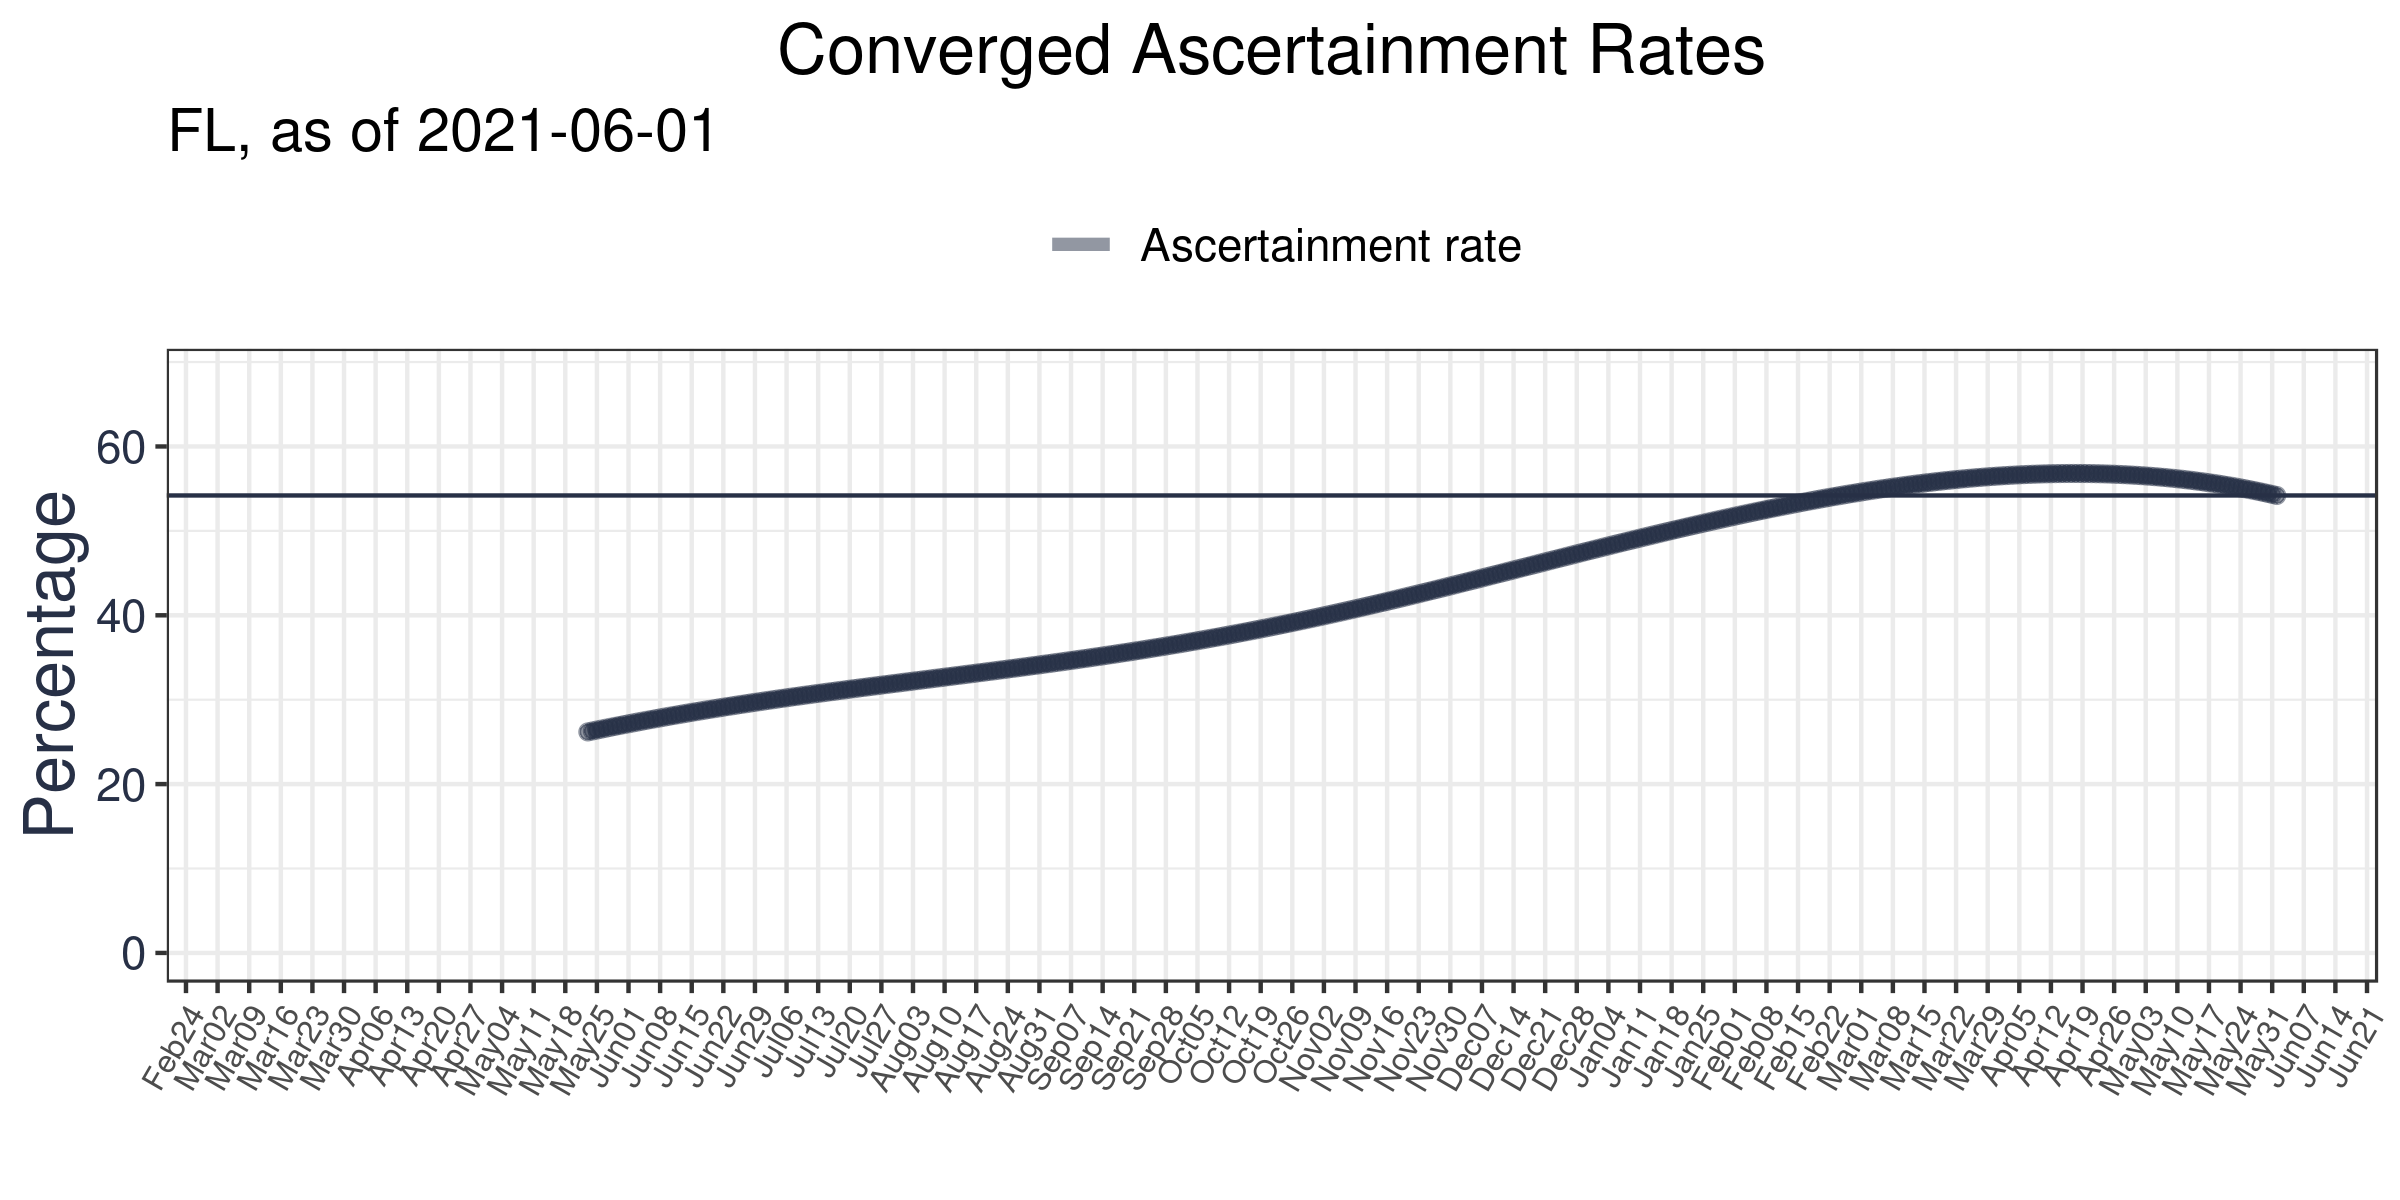 Converged Ascertainment Rates
FL, as of 2021-06-01
Ascertainment rate
Percentage
60
40
20
0
Feb24 Mar02 Mar09 Mar16 Mar23 Mar30 Apr06 Apr13 Apr20 Apr27 May04 May11 May18 May25 Jun01 Jun08 Jun15 Jun22 Jun29 Jul06 Jul13 Jul20 Jul27 Aug03 Aug10 Aug17 Aug24 Aug31 Sep07 Sep14 Sep21 Sep28 Oct05 Oct12 Oct19 Oct26 Nov02 Nov09 Nov16 Nov23 Nov30 Dec07 Dec14 Dec21 Dec28 Jan04 Jan11 Jan18 Jan25 Feb01 Feb08 Feb15 Feb22 Mar01 Mar08 Mar15 Mar22 Mar29 Apr05 Apr12 Apr19 Apr26 May03 May10 May17 May24 May31 Jun07 Jun14 Jun21